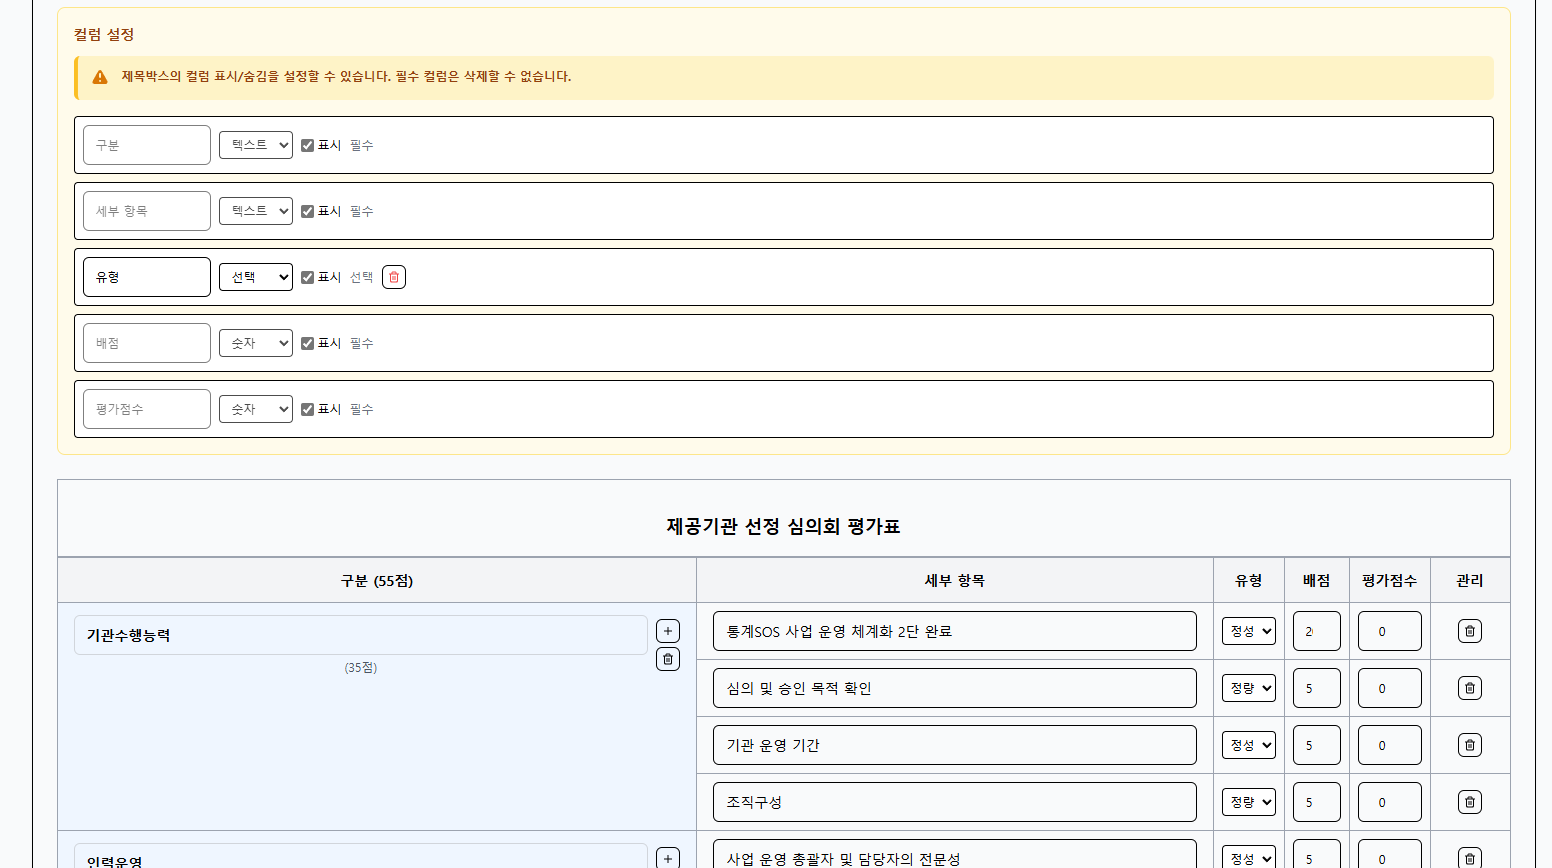 컬럼 설정
제목박스의 컬럼 표시/숨김을 설정할 수 있습니다. 필수 컬럼은 삭제할 수 없습니다.
구분 텍스트 표시 필수
세부 항목 텍스트 표시 필수
유형 선택 표시 선택
배점 숫자 표시 필수
평가점수 숫자 표시 필수
제공기관 선정 심의회 평가표
구분 (55점) 세부 항목 유형 배점 평가점수 관리
기관수행능력 + 통계SOS 사업 운영 체계화 2단 완료 정성 2 0
(35점)
심의 및 승인 목적 확인 정량 5 0
기관 운영 기간 정성 5 0
조직구성 정량 5 0
인력운영 + 사업 운영 총괄자 및 담당자의 전문성 정성 5 0